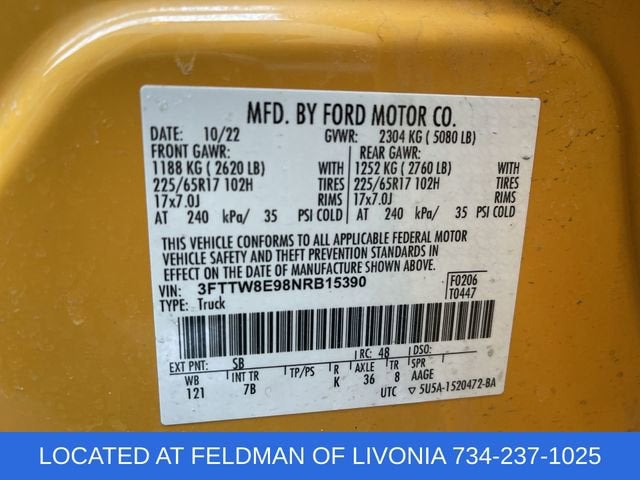 MFD. BY FORD MOTOR CO.
DATE: 10/22 GVWR: 2304 KG ( 5080 LB)
FRONT GAWR: REAR GAWR:
1188 KG ( 2620 LB) WITH 1252 KG ( 2760 LB) WITH
225/65R17 102H TIRES 225/65R17 102H TIRES
17x7.0J RIMS 17x7.0J RIMS
AT 240 kPa/ 35 PSI COLD AT 240 kPa/ 35 PSI COLD
THIS VEHICLE CONFORMS TO ALL APPLICABLE FEDERAL MOTOR
VEHICLE SAFETY AND THEFT PREVENTION STANDARDS IN
EFFECT ON THE DATE OF MANUFACTURE SHOWN ABOVE.
VIN: 3FTTW8E98NRB15390 F0206
TYPE: Truck T0447
EXT PNT: SB RC: 48 DSO:
WB INT TR TP/PS R AXLE TR SPR
121 7B K 36 8 AAGE
UTC ▽ 5U5A-1520472-BA
LOCATED AT FELDMAN OF LIVONIA 734-237-1025